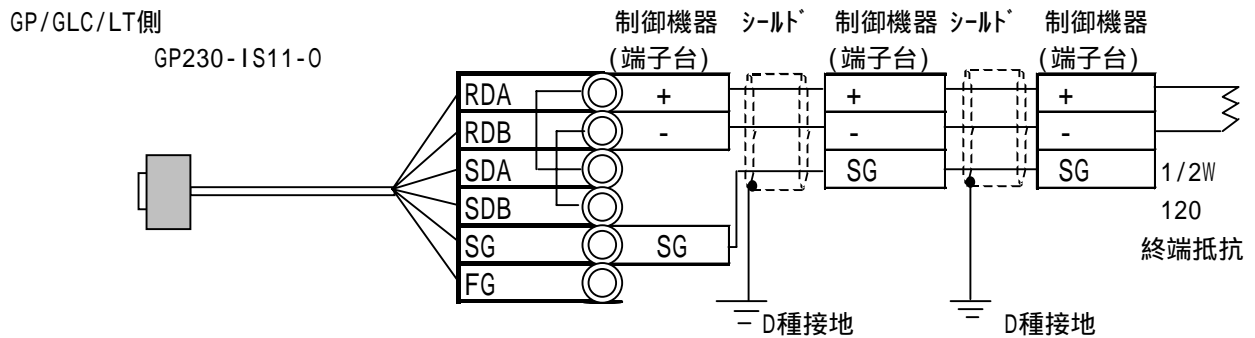 GP/GLC/LT側
GP230-IS11-O
制御機器
(端子台)
ｼｰﾙﾄﾞ
制御機器
(端子台)
ｼｰﾙﾄﾞ
制御機器
(端子台)
RDA
RDB
SDA
SDB
SG
FG
+
-
SG
+
-
SG
+
-
SG
1/2W
120
終端抵抗
D種接地
D種接地